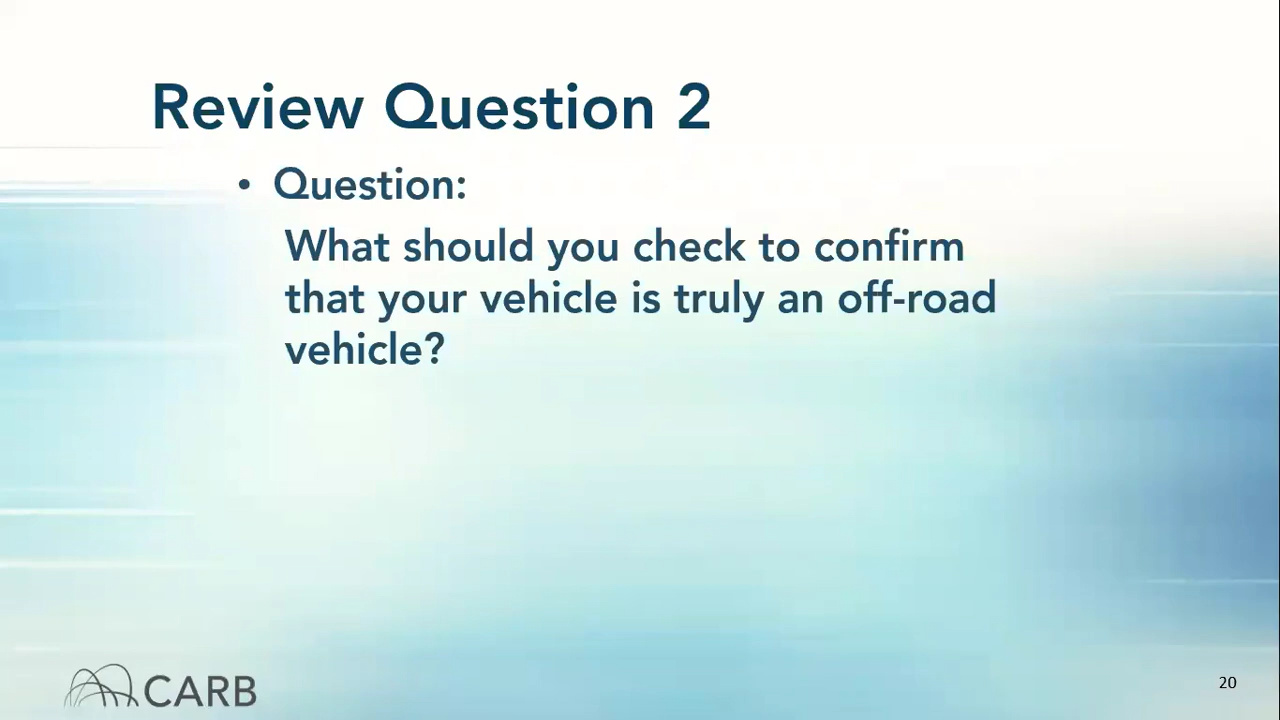 Review Question 2
• Question:
What should you check to confirm
that your vehicle is truly an off-road
vehicle?
CARB
20